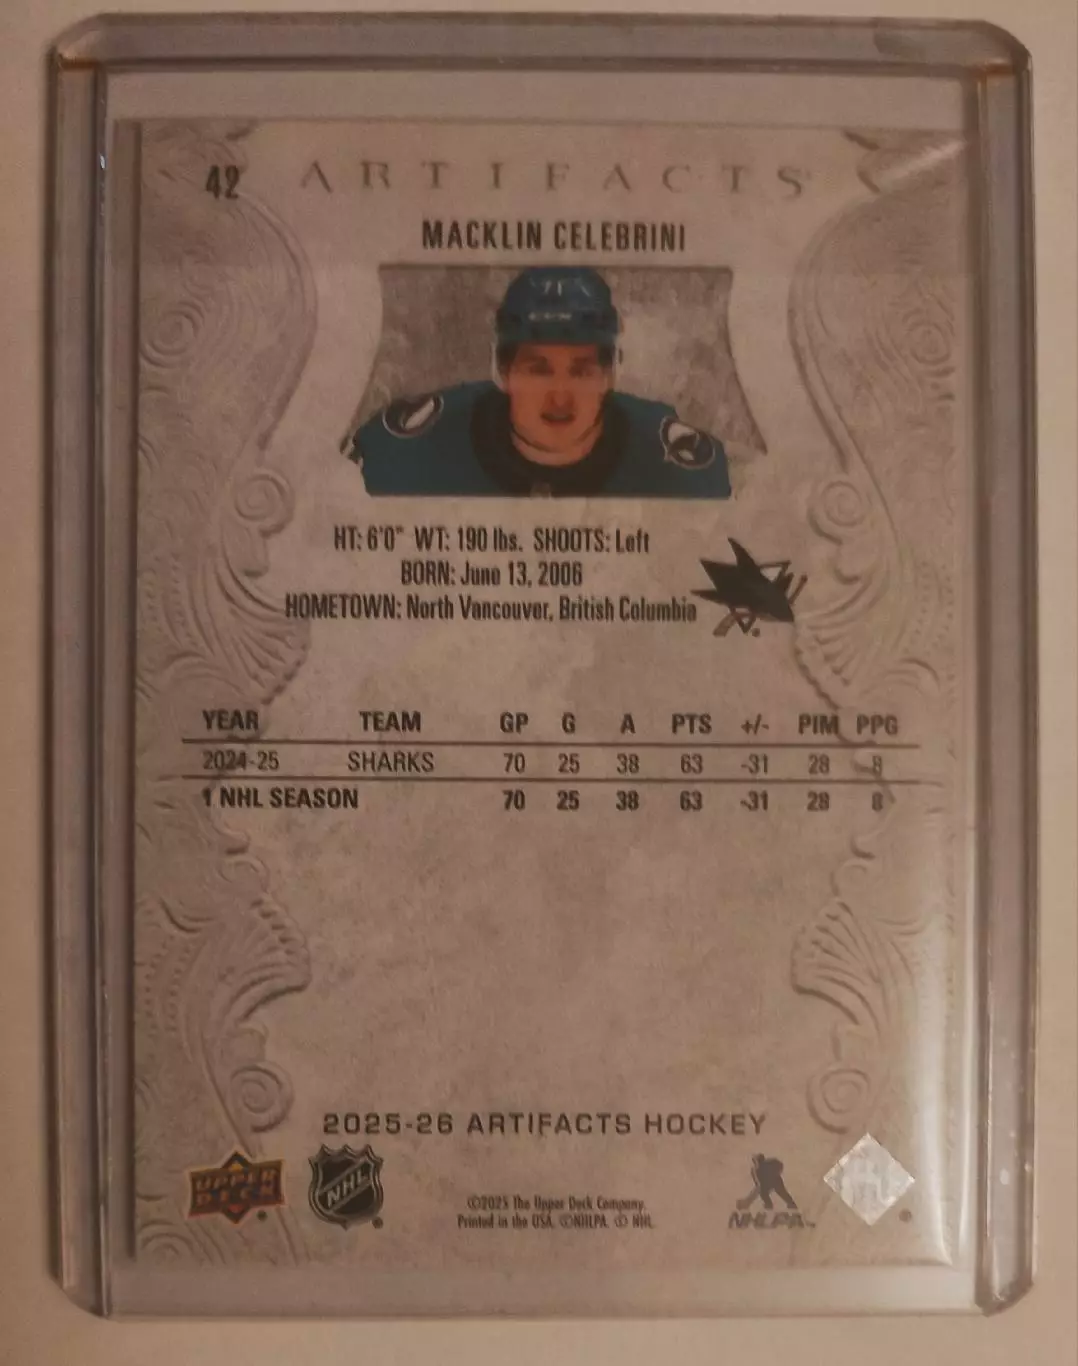 42 ARTIFACTS
MACKLIN CELEBRINI
71
CCM
HT: 6'0" WT: 190 lbs. SHOOTS: Left
BORN: June 13, 2006
HOMETOWN: North Vancouver, British Columbia
YEAR TEAM GP G A PTS +/- PIM PPG
2024-25 SHARKS 70 25 38 63 -31 28 8
1 NHL SEASON 70 25 38 63 -31 28 8
2025-26 ARTIFACTS HOCKEY
UPPER DECK
NHL
©2025 The Upper Deck Company.
Printed in the USA. ©NHLPA. © NHL.
NHLPA